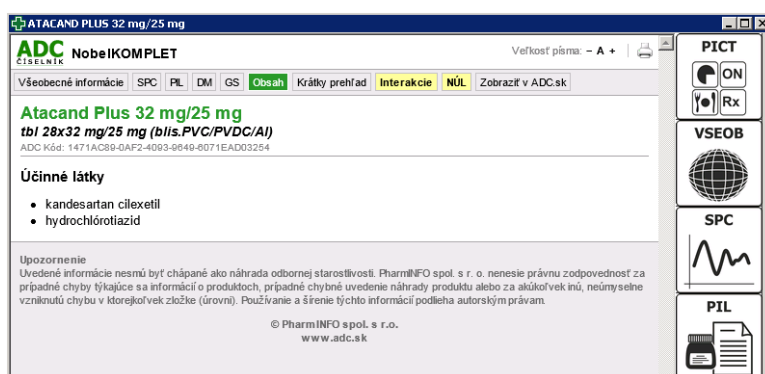 ATACAND PLUS 32 mg/25 mg
ADC ČÍSELNÍK NobelKOMPLET
Veľkosť písma: – A +
Všeobecné informácie SPC PIL DM GS Obsah Krátky prehľad Interakcie NÚL Zobraziť v ADC.sk
Atacand Plus 32 mg/25 mg
tbl 28x32 mg/25 mg (blis.PVC/PVDC/Al)
ADC Kód: 1471AC89-0AF2-4093-9649-6071EAD03254
Účinné látky
• kandesartan cilexetil
• hydrochlórotiazid
Upozornenie
Uvedené informácie nesmú byť chápané ako náhrada odbornej starostlivosti. PharmINFO spol. s r. o. nenesie právnu zodpovednosť za
prípadné chyby týkajúce sa informácií o produktoch, prípadné chybné uvedenie náhrady produktu alebo za akúkoľvek inú, neúmyselne
vzniknutú chybu v ktorejkoľvek zložke (úrovni). Používanie a šírenie týchto informácií podlieha autorským právam.
© PharmINFO spol. s r.o.
www.adc.sk
PICT
ON
Rx
VSEOB
SPC
PIL